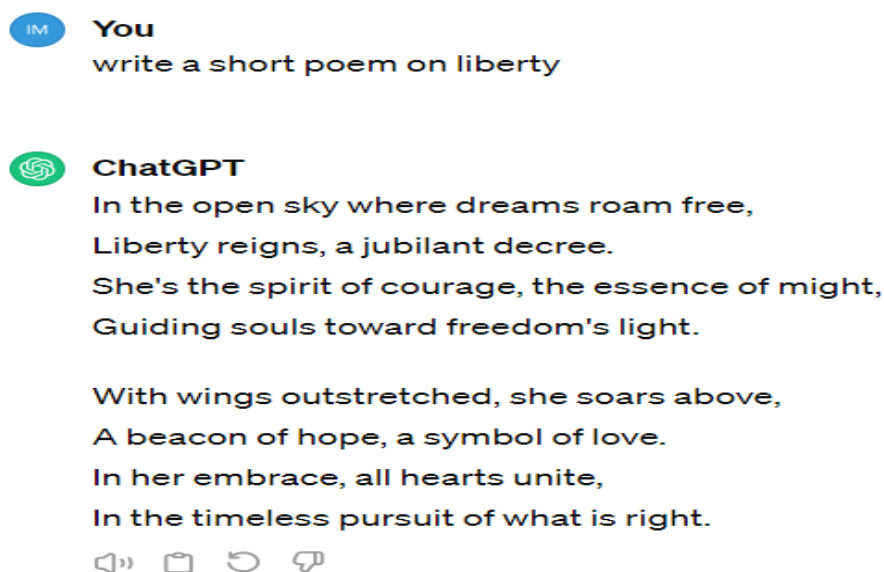 IM
You
write a short poem on liberty
ChatGPT
In the open sky where dreams roam free,
Liberty reigns, a jubilant decree.
She's the spirit of courage, the essence of might,
Guiding souls toward freedom's light.
With wings outstretched, she soars above,
A beacon of hope, a symbol of love.
In her embrace, all hearts unite,
In the timeless pursuit of what is right.